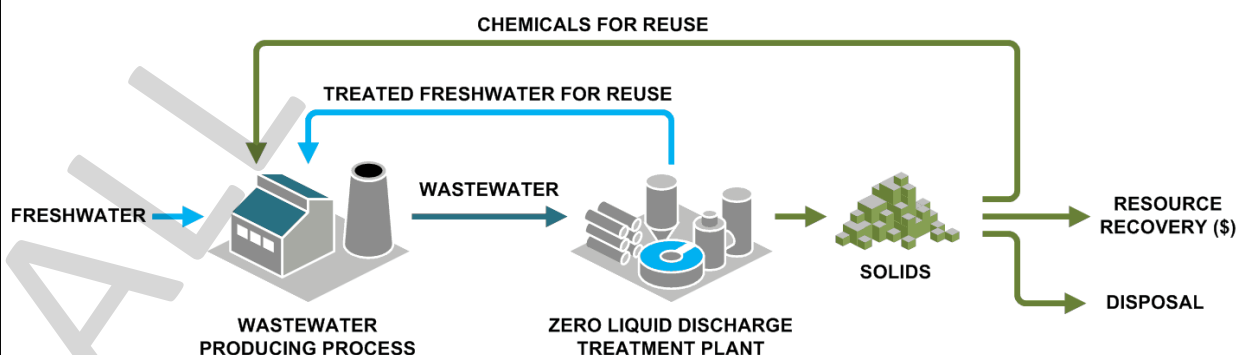 CHEMICALS FOR REUSE
TREATED FRESHWATER FOR REUSE
WASTEWATER
FRESHWATER
RESOURCE
RECOVERY ($)
SOLIDS
DISPOSAL
WASTEWATER
PRODUCING PROCESS
ZERO LIQUID DISCHARGE
TREATMENT PLANT